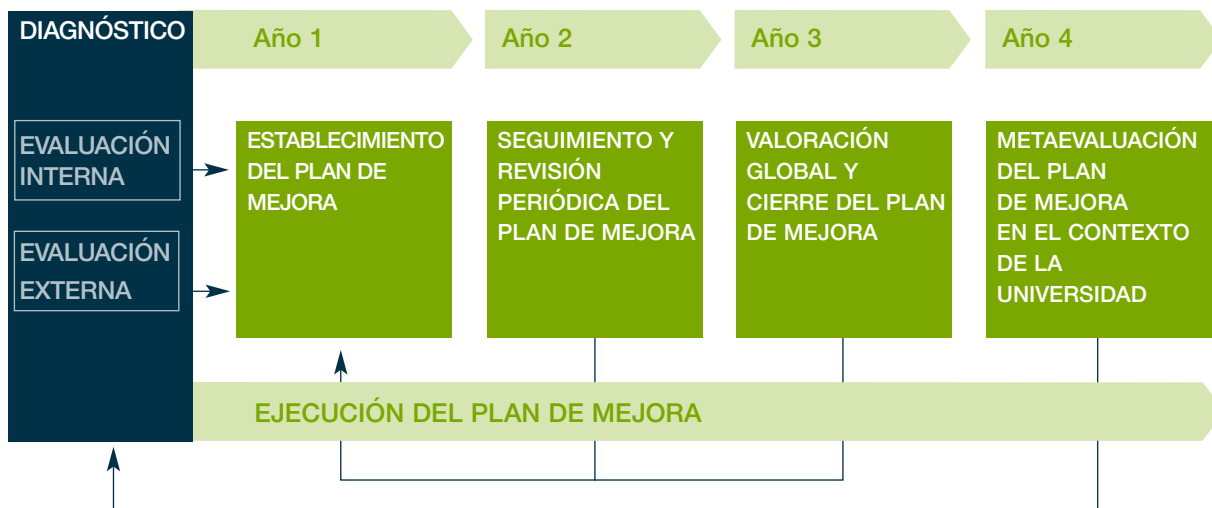 DIAGNÓSTICO
Año 1
Año 2
Año 3
Año 4
EVALUACIÓN
INTERNA
EVALUACIÓN
EXTERNA
ESTABLECIMIENTO
DEL PLAN DE
MEJORA
SEGUIMIENTO Y
REVISIÓN
PERIÓDICA DEL
PLAN DE MEJORA
VALORACIÓN
GLOBAL Y
CIERRE DEL PLAN
DE MEJORA
METAEVALUACIÓN
DEL PLAN
DE MEJORA
EN EL CONTEXTO
DE LA
UNIVERSIDAD
EJECUCIÓN DEL PLAN DE MEJORA